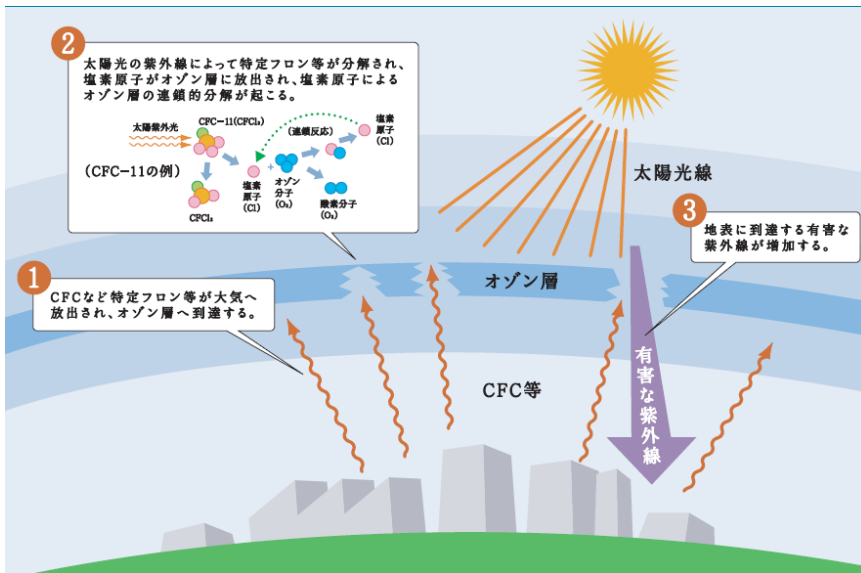 2
太陽光の紫外線によって特定フロン等が分解され、
塩素原子がオゾン層に放出され、塩素原子による
オゾン層の連鎖的分解が起こる。
太陽紫外光
CFC-11(CFCl₃)
(CFC-11の例)
CFCl₂
塩素
原子
(Cl)
+
オゾン
分子
(O₃)
(連鎖反応)
塩素
原子
(Cl)
酸素分子
(O₂)
太陽光線
3
地表に到達する有害な
紫外線が増加する。
1
CFCなど特定フロン等が大気へ
放出され、オゾン層へ到達する。
オゾン層
CFC等
有害な紫外線